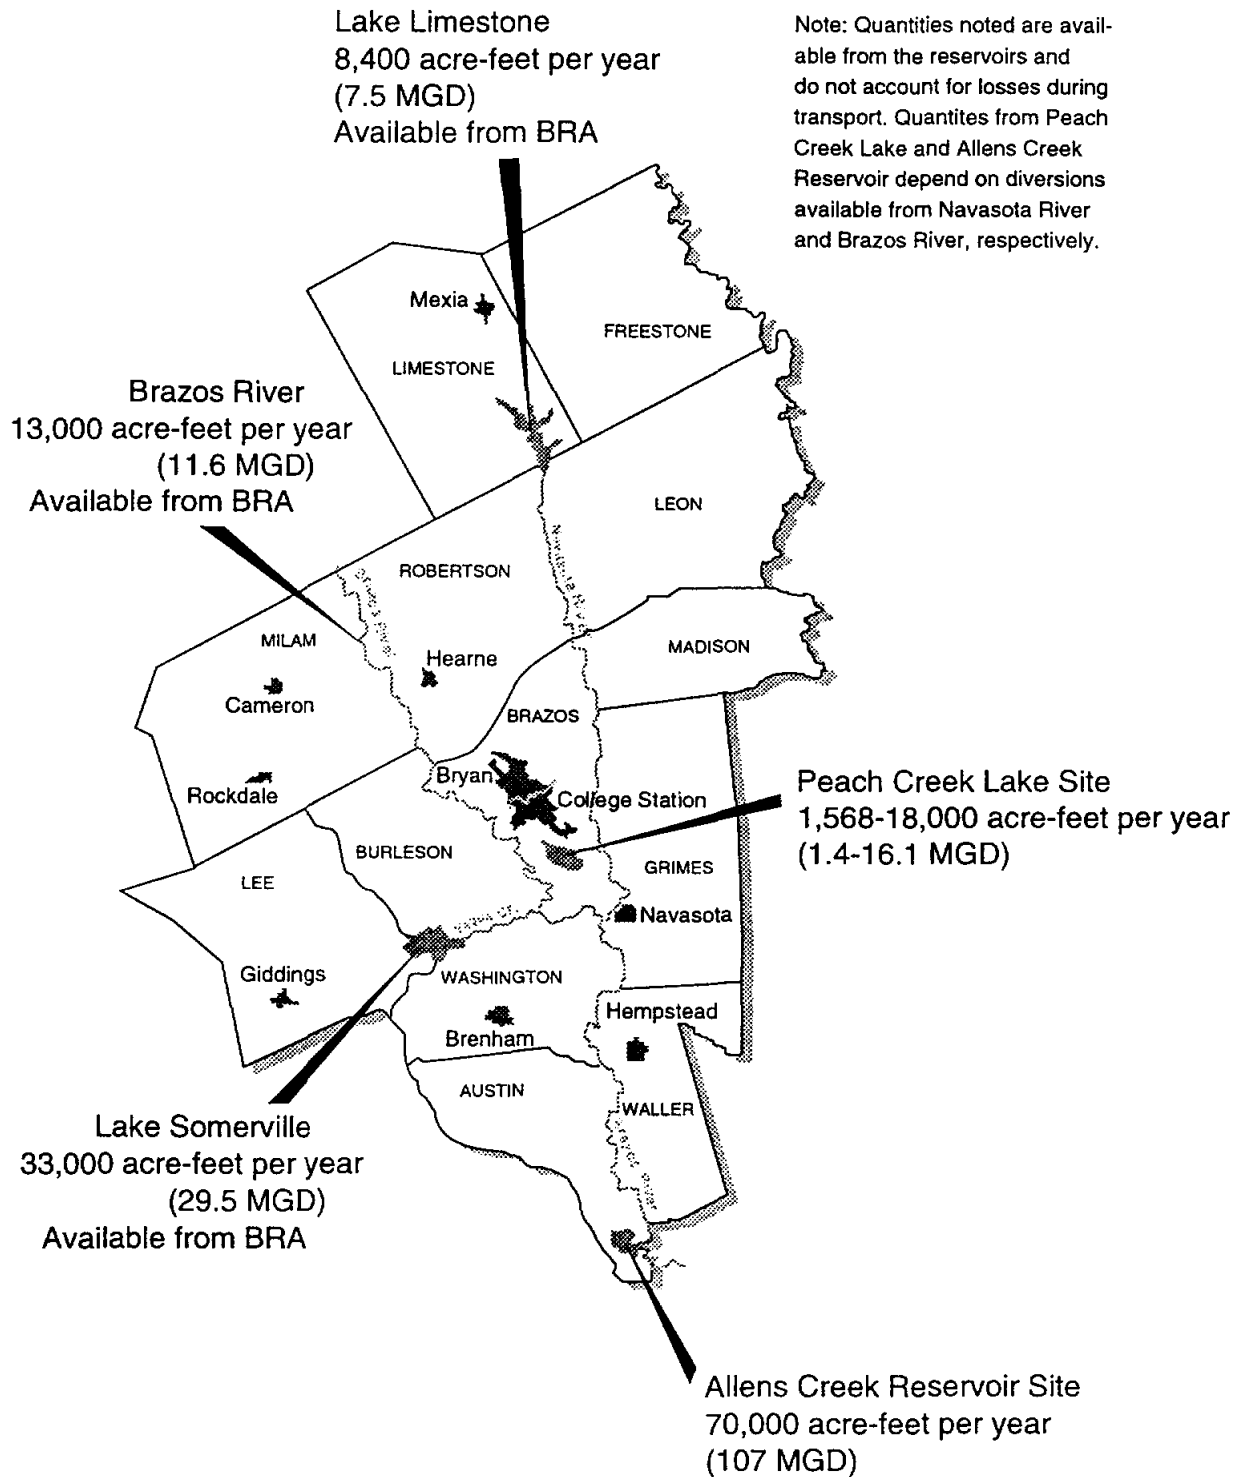 Lake Limestone
8,400 acre-feet per year
(7.5 MGD)
Available from BRA
Note: Quantities noted are avail-
able from the reservoirs and
do not account for losses during
transport. Quantites from Peach
Creek Lake and Allens Creek
Reservoir depend on diversions
available from Navasota River
and Brazos River, respectively.
Mexia
FREESTONE
LIMESTONE
Brazos River
13,000 acre-feet per year
(11.6 MGD)
Available from BRA
LEON
ROBERTSON
MILAM
Hearne
MADISON
Cameron
BRAZOS
Bryan
College Station
Rockdale
Peach Creek Lake Site
1,568-18,000 acre-feet per year
(1.4-16.1 MGD)
BURLESON
GRIMES
LEE
Navasota
Giddings
WASHINGTON
Hempstead
Brenham
AUSTIN
WALLER
Lake Somerville
33,000 acre-feet per year
(29.5 MGD)
Available from BRA
Allens Creek Reservoir Site
70,000 acre-feet per year
(107 MGD)